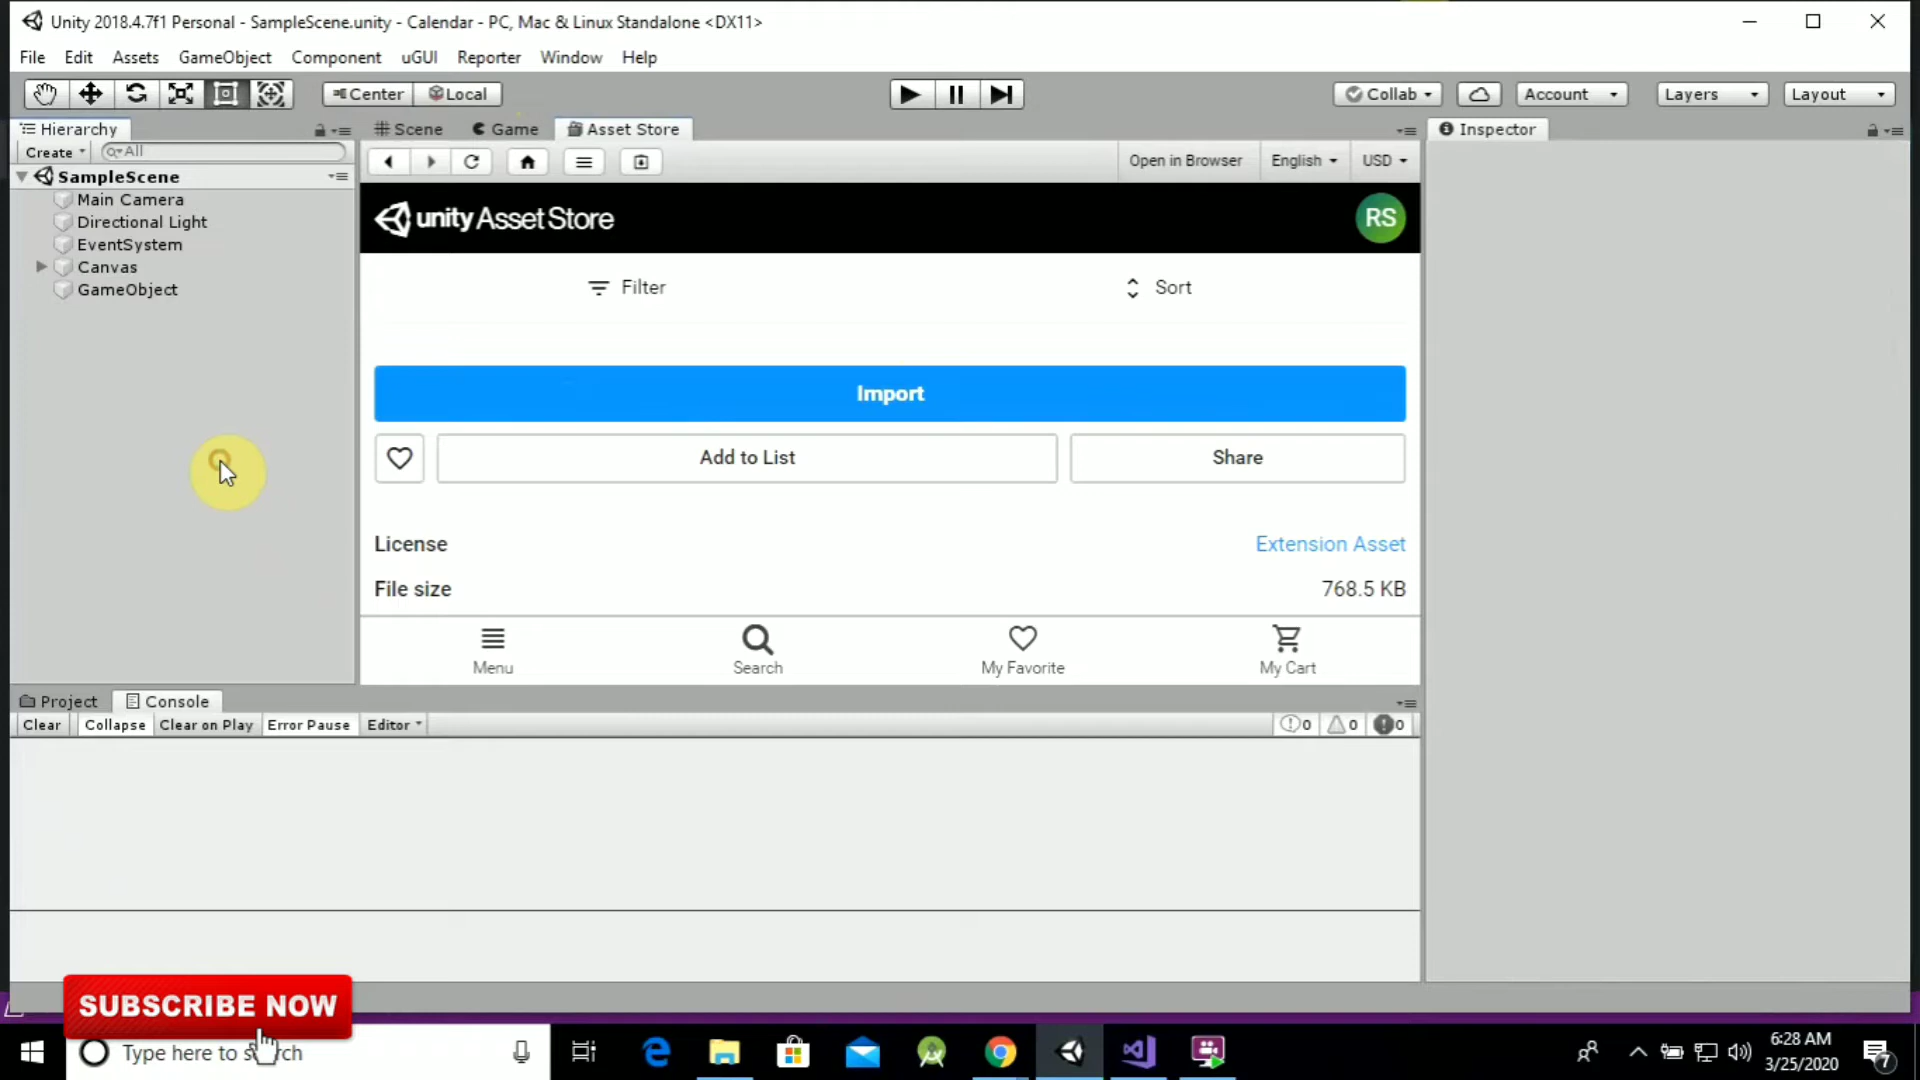 Unity 2018.4.7f1 Personal - SampleScene.unity - Calendar - PC, Mac & Linux Standalone <DX11>
File Edit Assets GameObject Component uGUI Reporter Window Help
Center Local Collab Account Layers Layout
Hierarchy Scene Game Asset Store Inspector
Create All
Open in Browser English USD
SampleScene
Main Camera
Directional Light
EventSystem
Canvas
GameObject
unity Asset Store
RS
Filter Sort
Import
Add to List Share
License Extension Asset
File size 768.5 KB
Menu Search My Favorite My Cart
Project Console
Clear Collapse Clear on Play Error Pause Editor 0 0 0
SUBSCRIBE NOW
6:28 AM
Type here to
3/25/2020
7